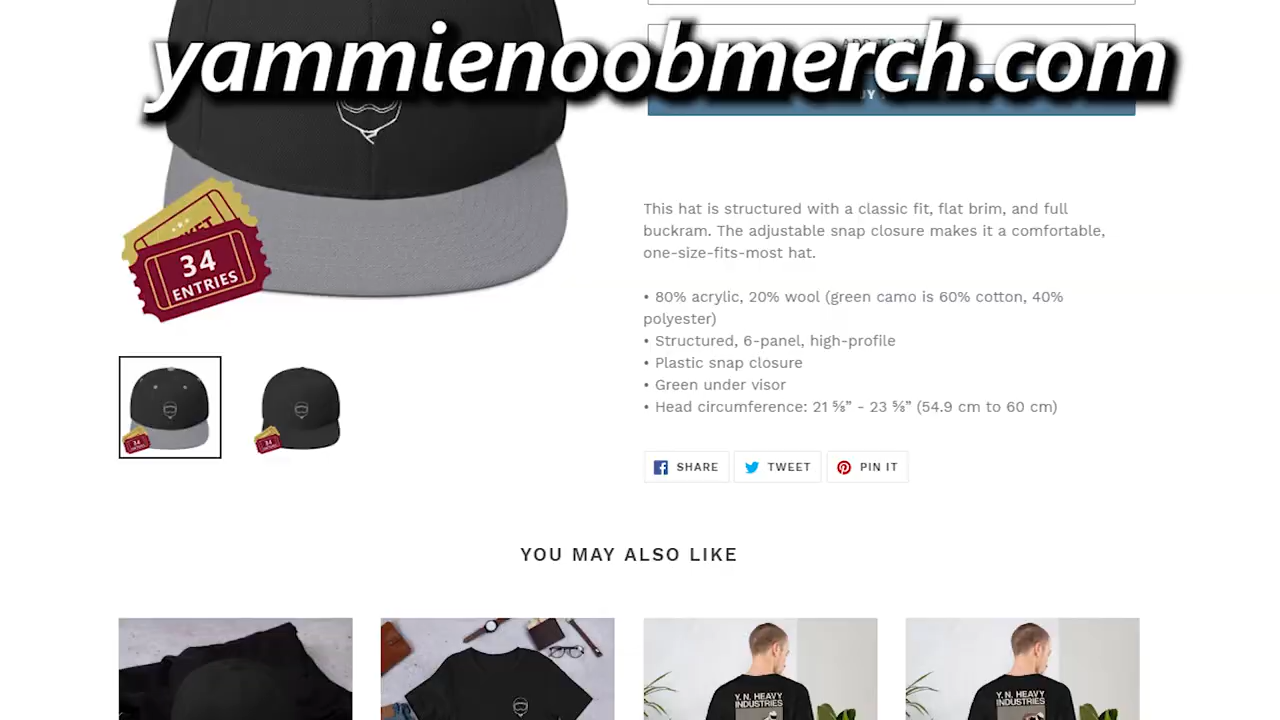 yammienoobmerch.com
This hat is structured with a classic fit, flat brim, and full
buckram. The adjustable snap closure makes it a comfortable,
one-size-fits-most hat.
34
ENTRIES
• 80% acrylic, 20% wool (green camo is 60% cotton, 40%
polyester)
• Structured, 6-panel, high-profile
• Plastic snap closure
• Green under visor
• Head circumference: 21 ⅝” - 23 ⅝” (54.9 cm to 60 cm)
34
34
SHARE
TWEET
PIN IT
YOU MAY ALSO LIKE
Y. N. HEAVY
INDUSTRIES
Y. N. HEAVY
INDUSTRIES